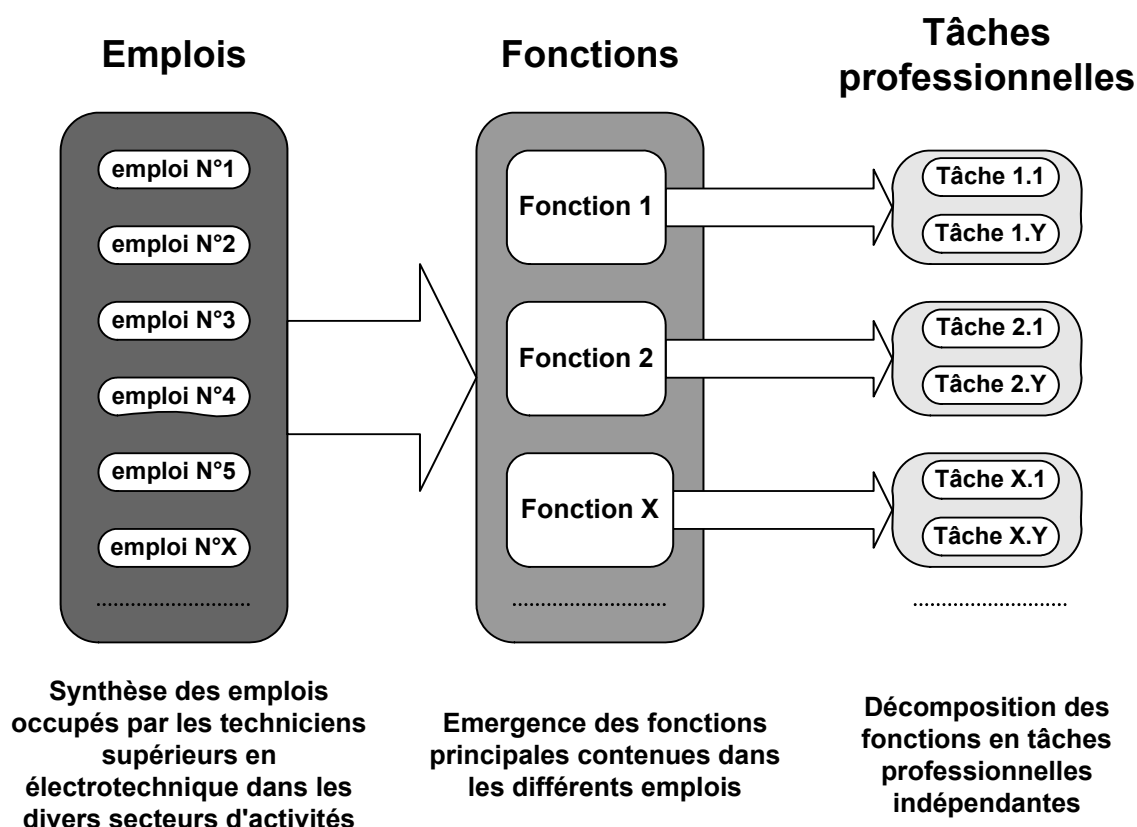 Emplois
emploi N°1
emploi N°2
emploi N°3
emploi N°4
emploi N°5
emploi N°X
................................
Synthèse des emplois
occupés par les techniciens
supérieurs en
électrotechnique dans les
divers secteurs d'activités
Fonctions
Fonction 1
Fonction 2
Fonction X
................................
Emergence des fonctions
principales contenues dans
les différents emplois
Tâches
professionnelles
Tâche 1.1
Tâche 1.Y
Tâche 2.1
Tâche 2.Y
Tâche X.1
Tâche X.Y
................................
Décomposition des
fonctions en tâches
professionnelles
indépendantes